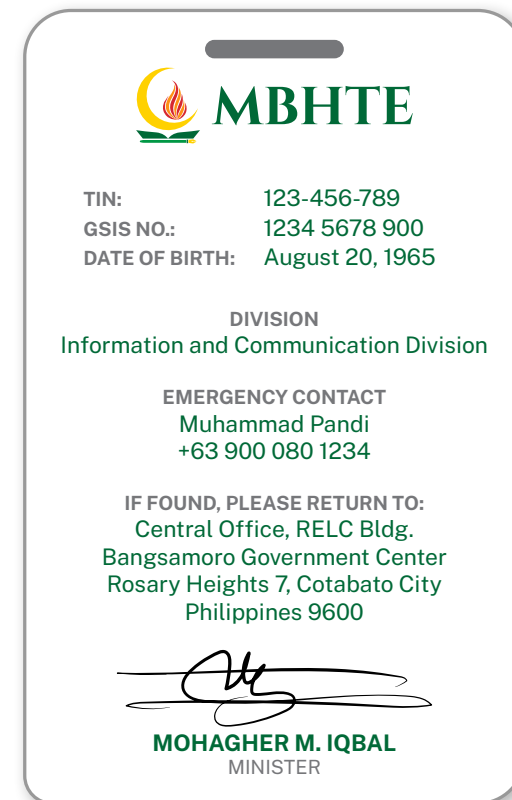 MBHTE
TIN: 123-456-789
GSIS NO.: 1234 5678 900
DATE OF BIRTH: August 20, 1965
DIVISION
Information and Communication Division
EMERGENCY CONTACT
Muhammad Pandi
+63 900 080 1234
IF FOUND, PLEASE RETURN TO:
Central Office, RELC Bldg.
Bangsamoro Government Center
Rosary Heights 7, Cotabato City
Philippines 9600
MOHAGHER M. IQBAL
MINISTER